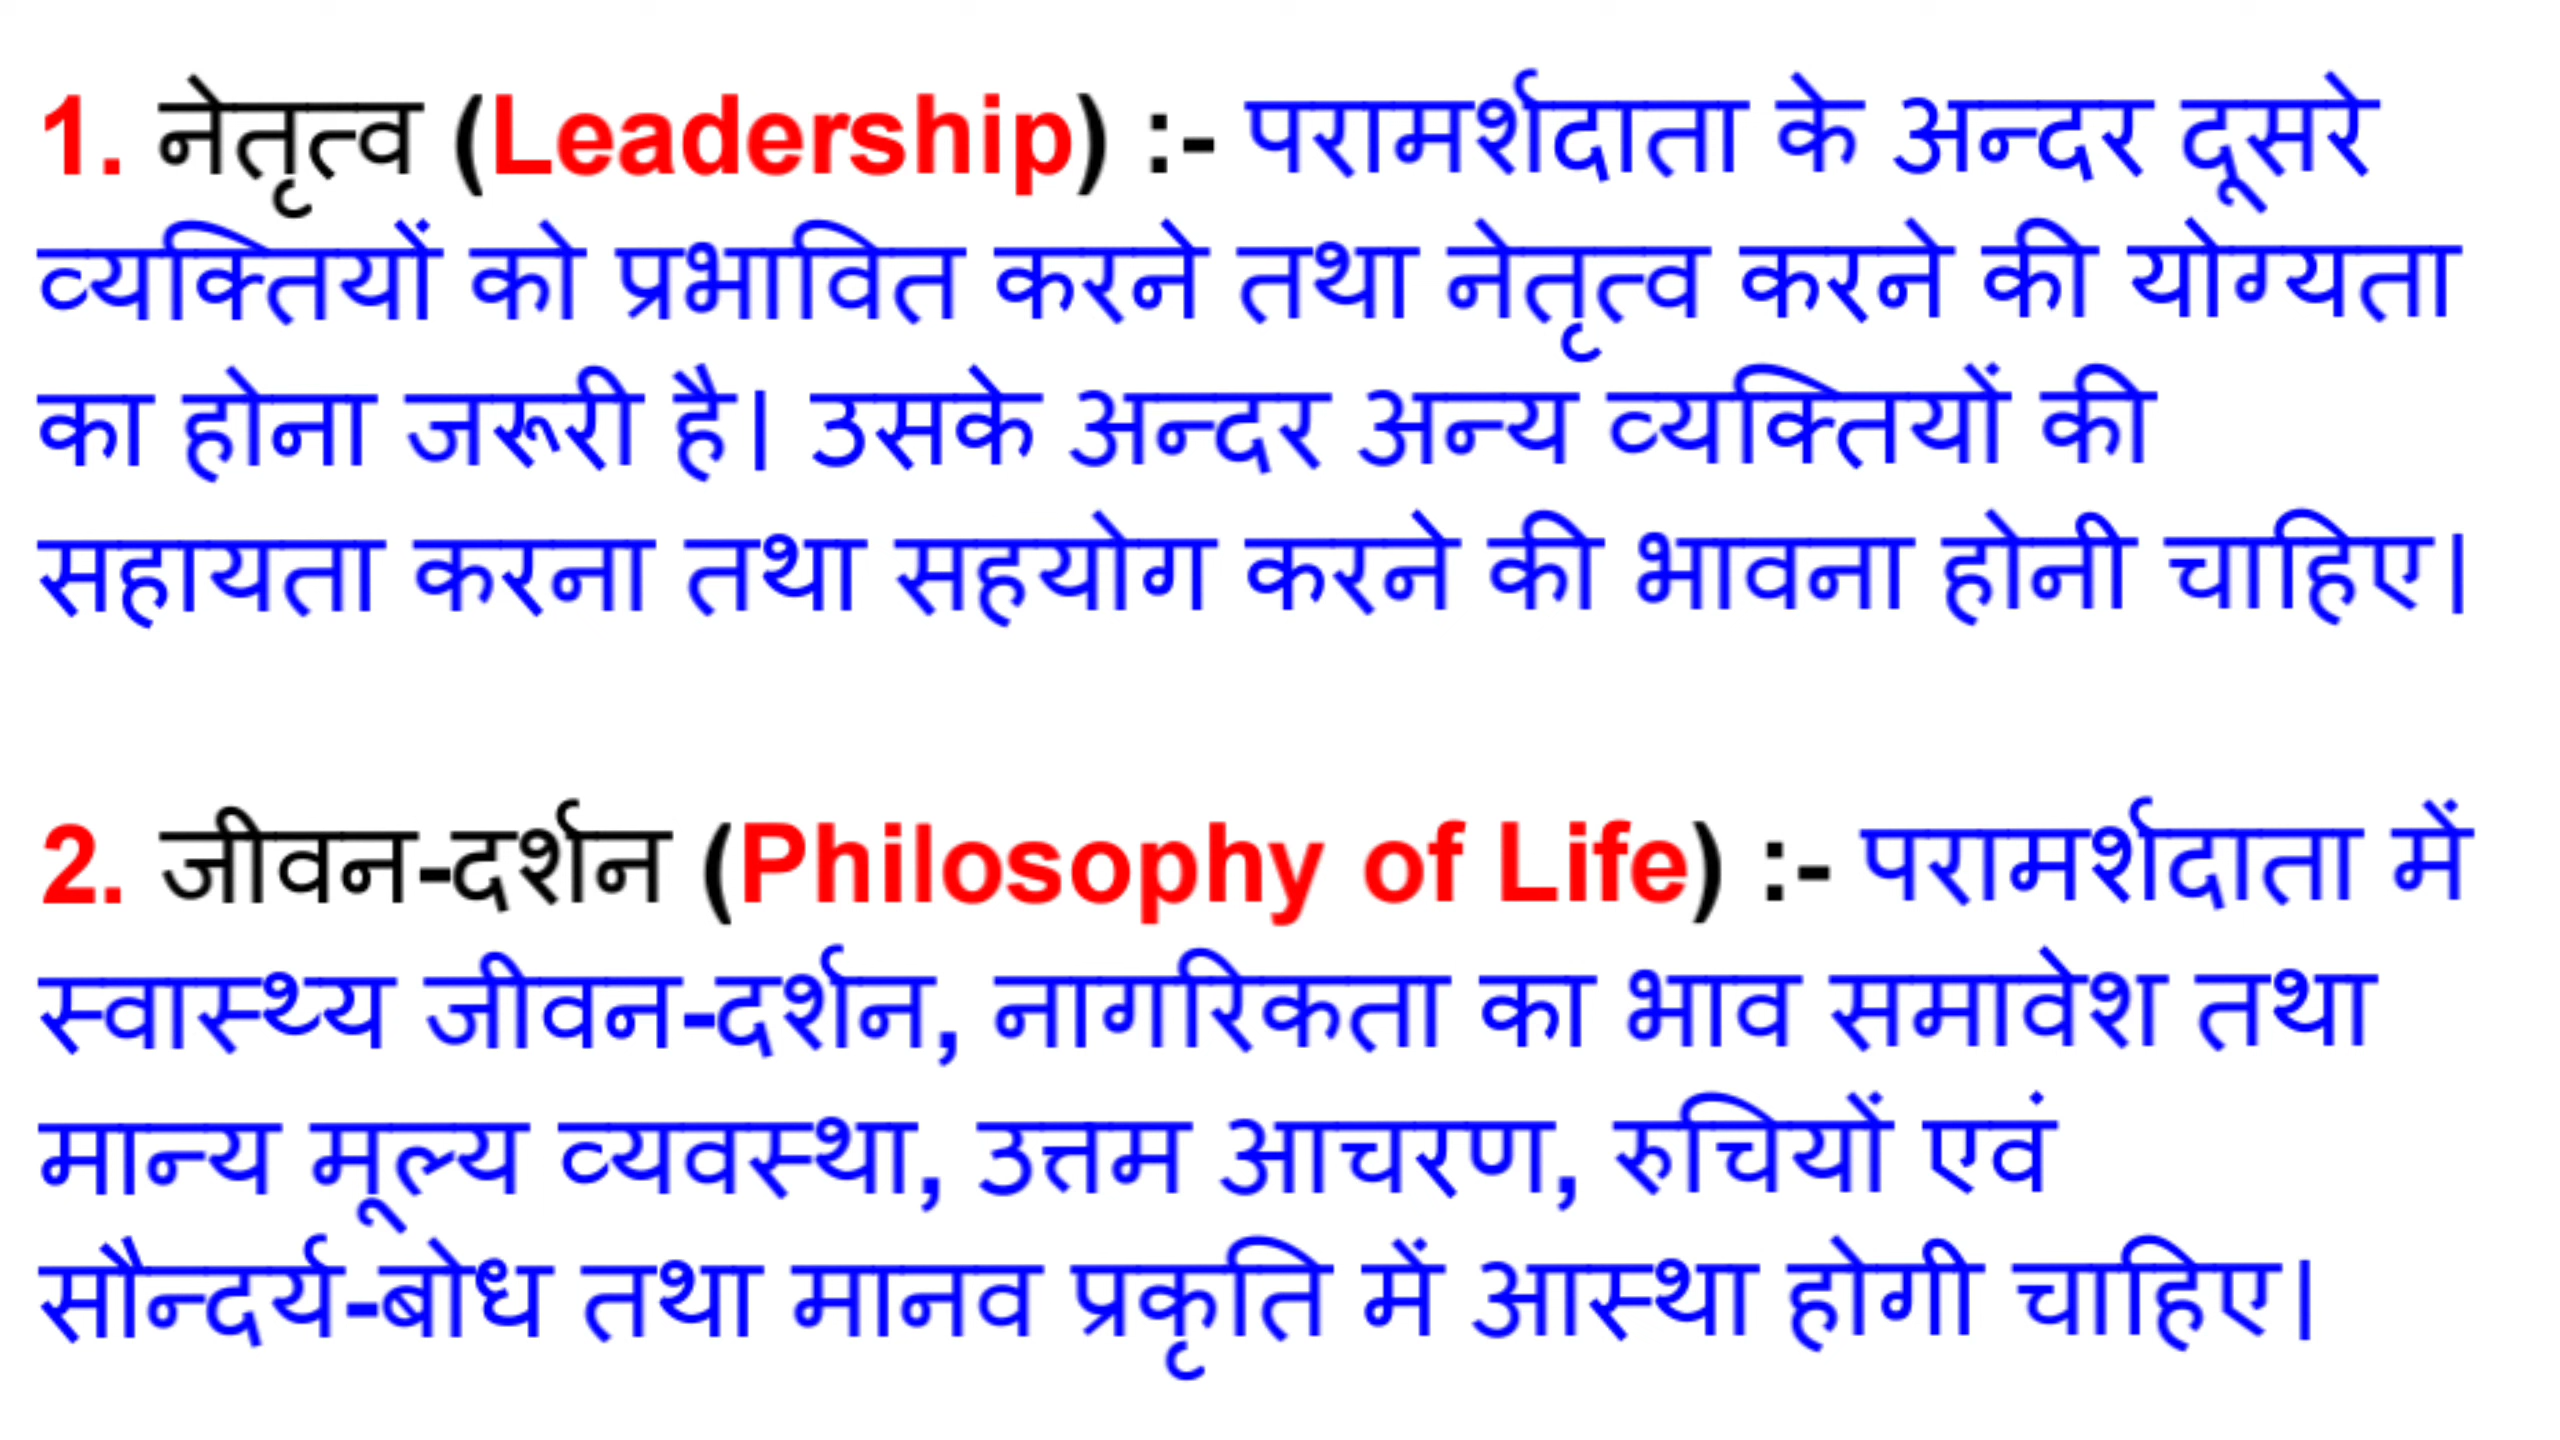 1. नेतृत्व (Leadership) :- परामर्शदाता के अन्दर दूसरे
व्यक्तियों को प्रभावित करने तथा नेतृत्व करने की योग्यता
का होना जरूरी है। उसके अन्दर अन्य व्यक्तियों की
सहायता करना तथा सहयोग करने की भावना होनी चाहिए।
2. जीवन-दर्शन (Philosophy of Life) :- परामर्शदाता में
स्वास्थ्य जीवन-दर्शन, नागरिकता का भाव समावेश तथा
मान्य मूल्य व्यवस्था, उत्तम आचरण, रुचियों एवं
सौन्दर्य-बोध तथा मानव प्रकृति में आस्था होगी चाहिए।